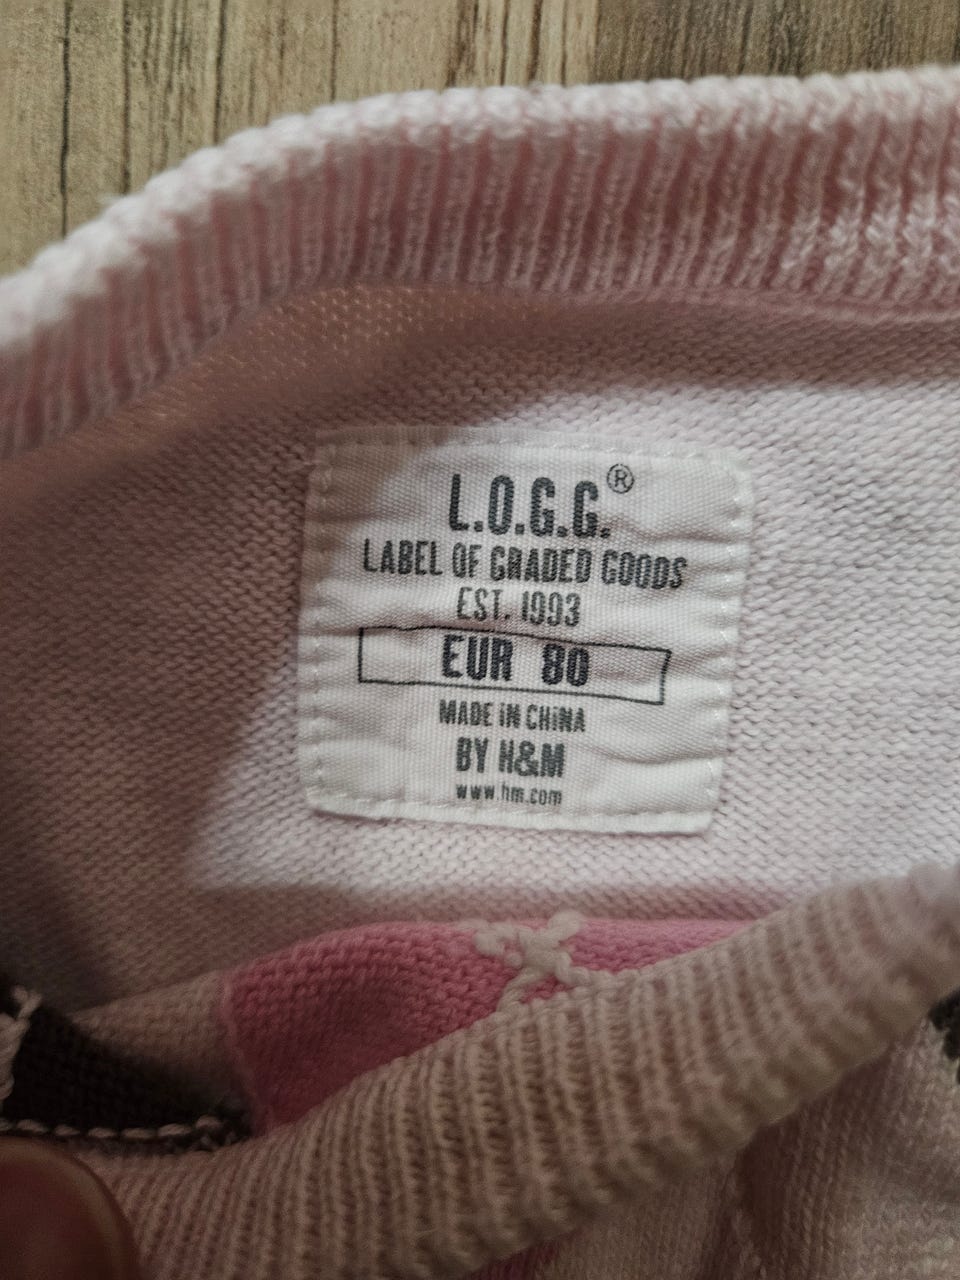 L.O.G.G.®
LABEL OF GRADED GOODS
EST. 1993
EUR 80
MADE IN CHINA
BY H&M
www.hm.com